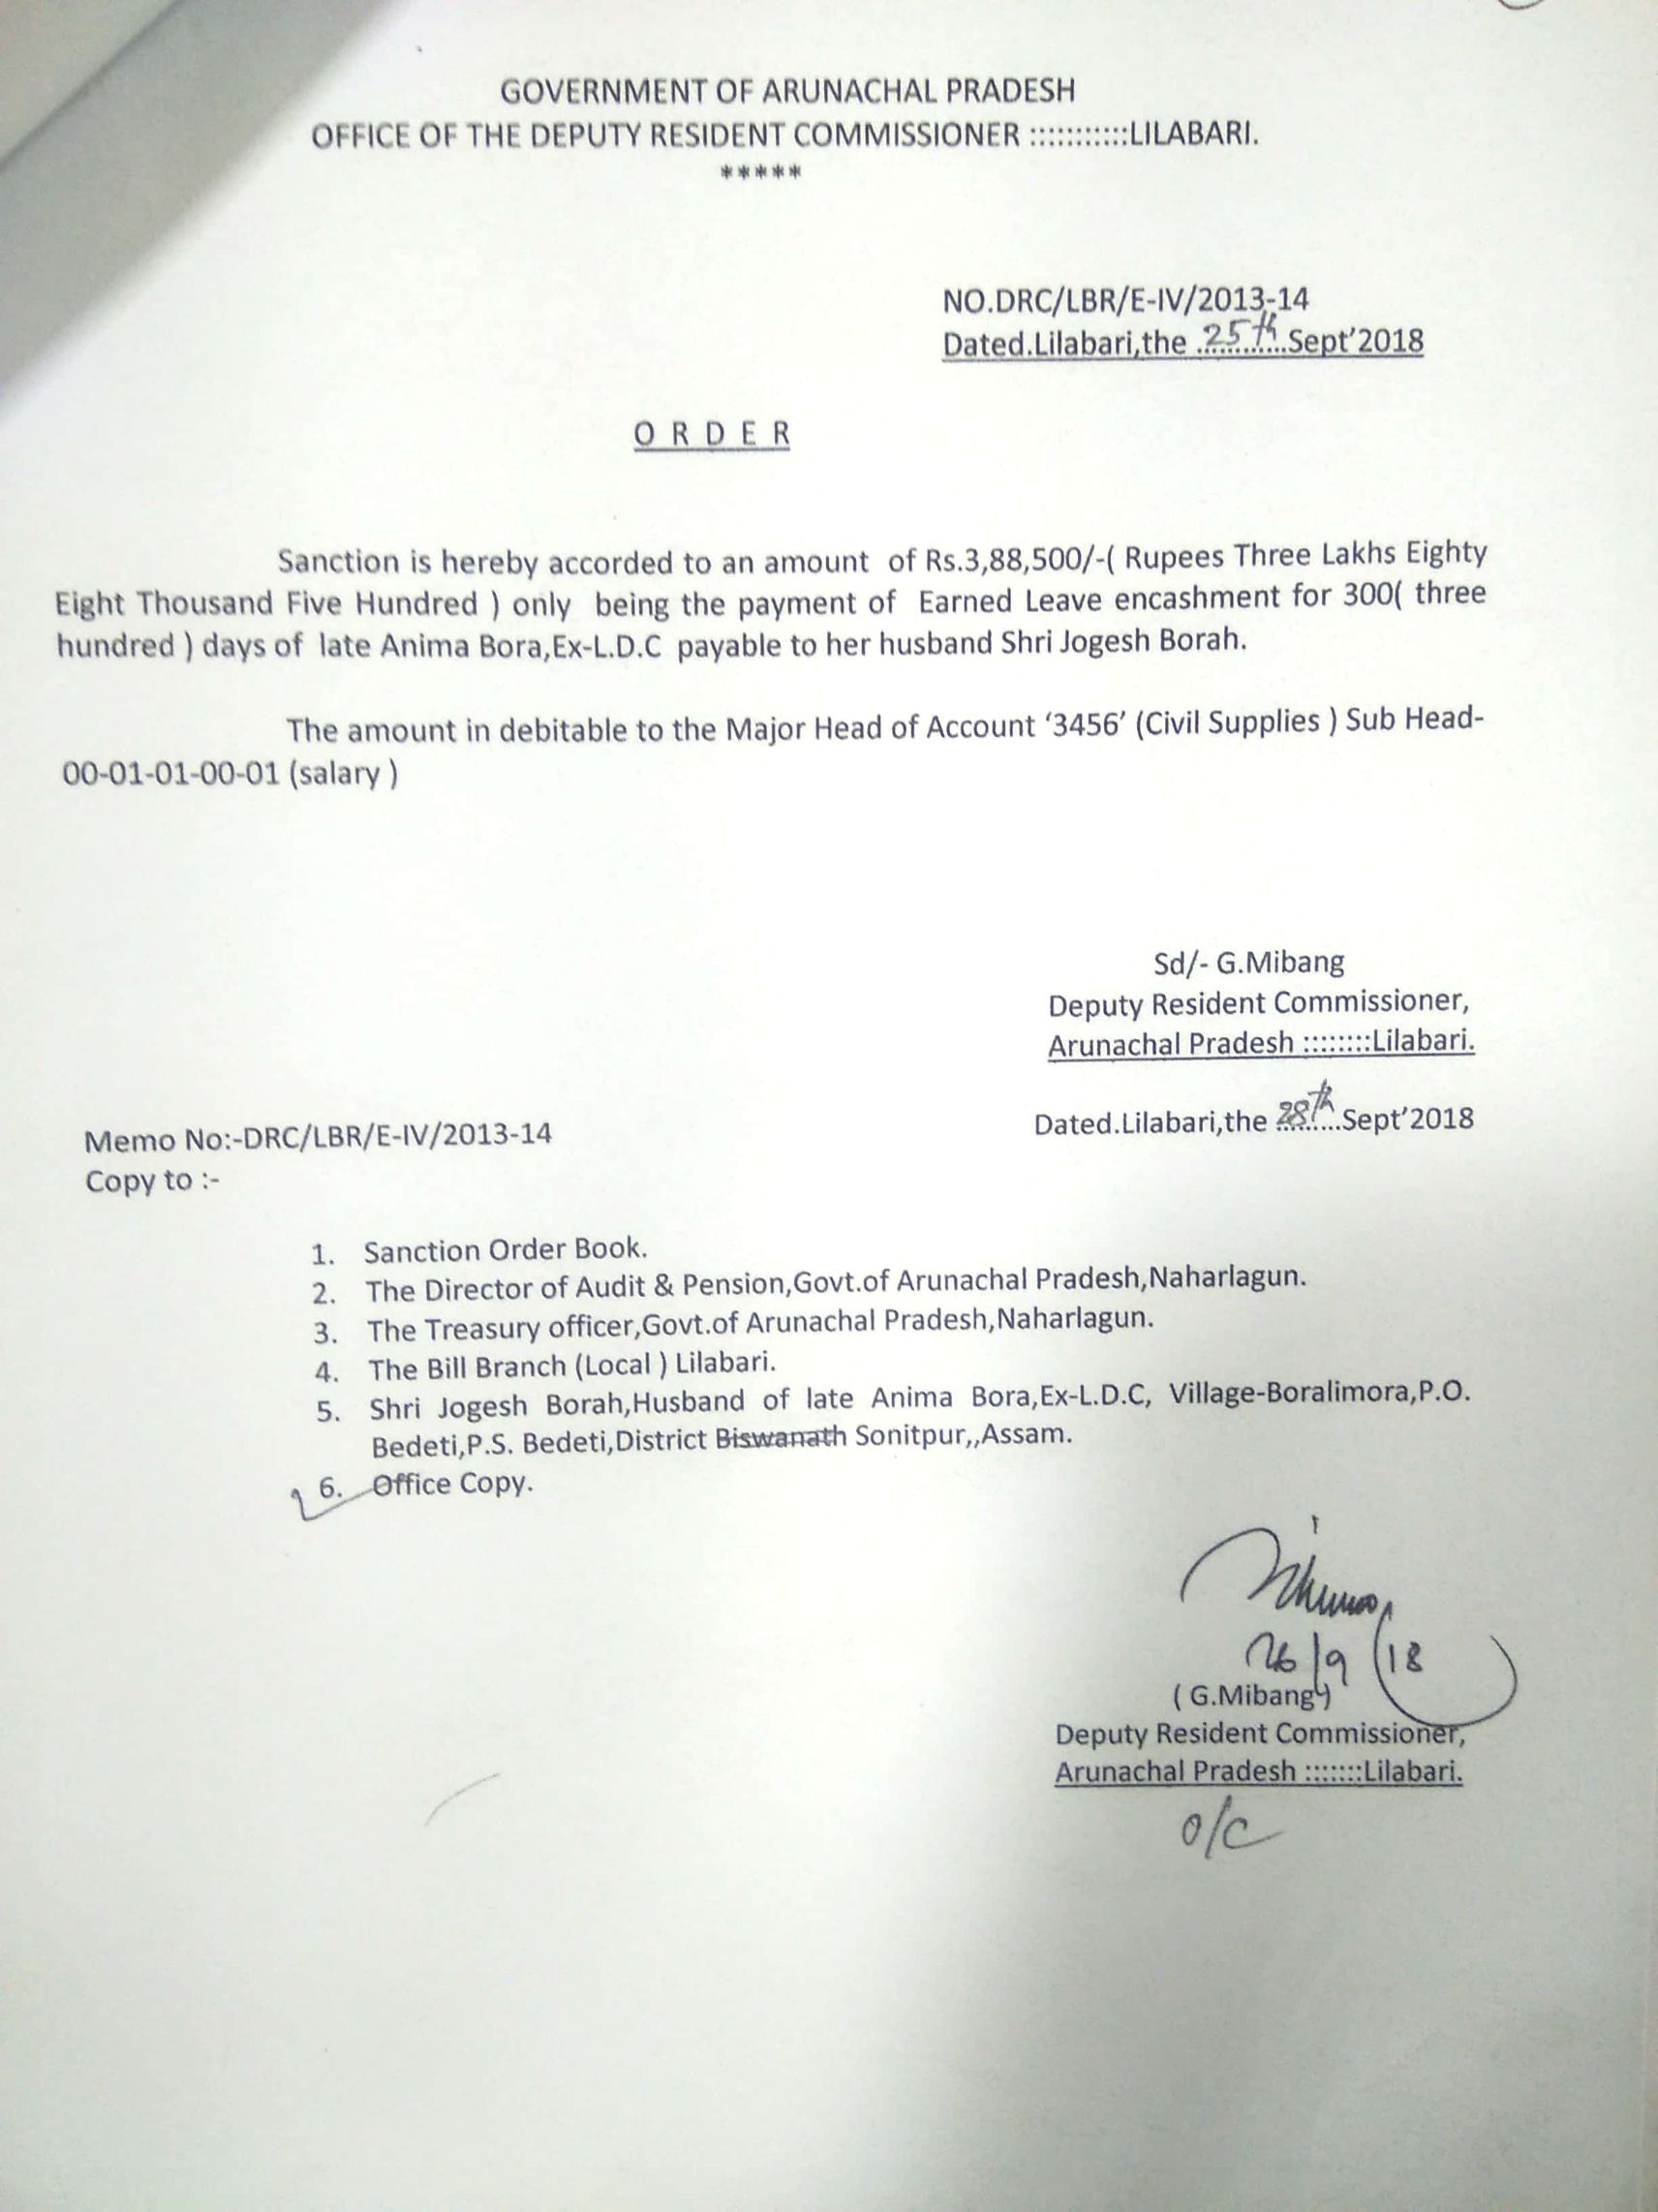 GOVERNMENT OF ARUNACHAL PRADESH
OFFICE OF THE DEPUTY RESIDENT COMMISSIONER :::::::::::LILABARI.
*****
NO.DRC/LBR/E-IV/2013-14
Dated.Lilabari,the 25th Sept'2018
O R D E R
Sanction is hereby accorded to an amount of Rs.3,88,500/-( Rupees Three Lakhs Eighty
Eight Thousand Five Hundred ) only being the payment of Earned Leave encashment for 300( three
hundred ) days of late Anima Bora,Ex-L.D.C payable to her husband Shri Jogesh Borah.
The amount in debitable to the Major Head of Account '3456' (Civil Supplies ) Sub Head-
00-01-01-00-01 (salary )
Sd/- G.Mibang
Deputy Resident Commissioner,
Arunachal Pradesh ::::::::Lilabari.
Memo No:-DRC/LBR/E-IV/2013-14
Dated.Lilabari,the 28th Sept'2018
Copy to :-
1. Sanction Order Book.
2. The Director of Audit & Pension,Govt.of Arunachal Pradesh,Naharlagun.
3. The Treasury officer,Govt.of Arunachal Pradesh,Naharlagun.
4. The Bill Branch (Local ) Lilabari.
5. Shri Jogesh Borah,Husband of late Anima Bora,Ex-L.D.C, Village-Boralimora,P.O.
Bedeti,P.S. Bedeti,District Biswanath Sonitpur,,Assam.
6. Office Copy.
26/9/18
( G.Mibang )
Deputy Resident Commissioner,
Arunachal Pradesh :::::::Lilabari.
O/C